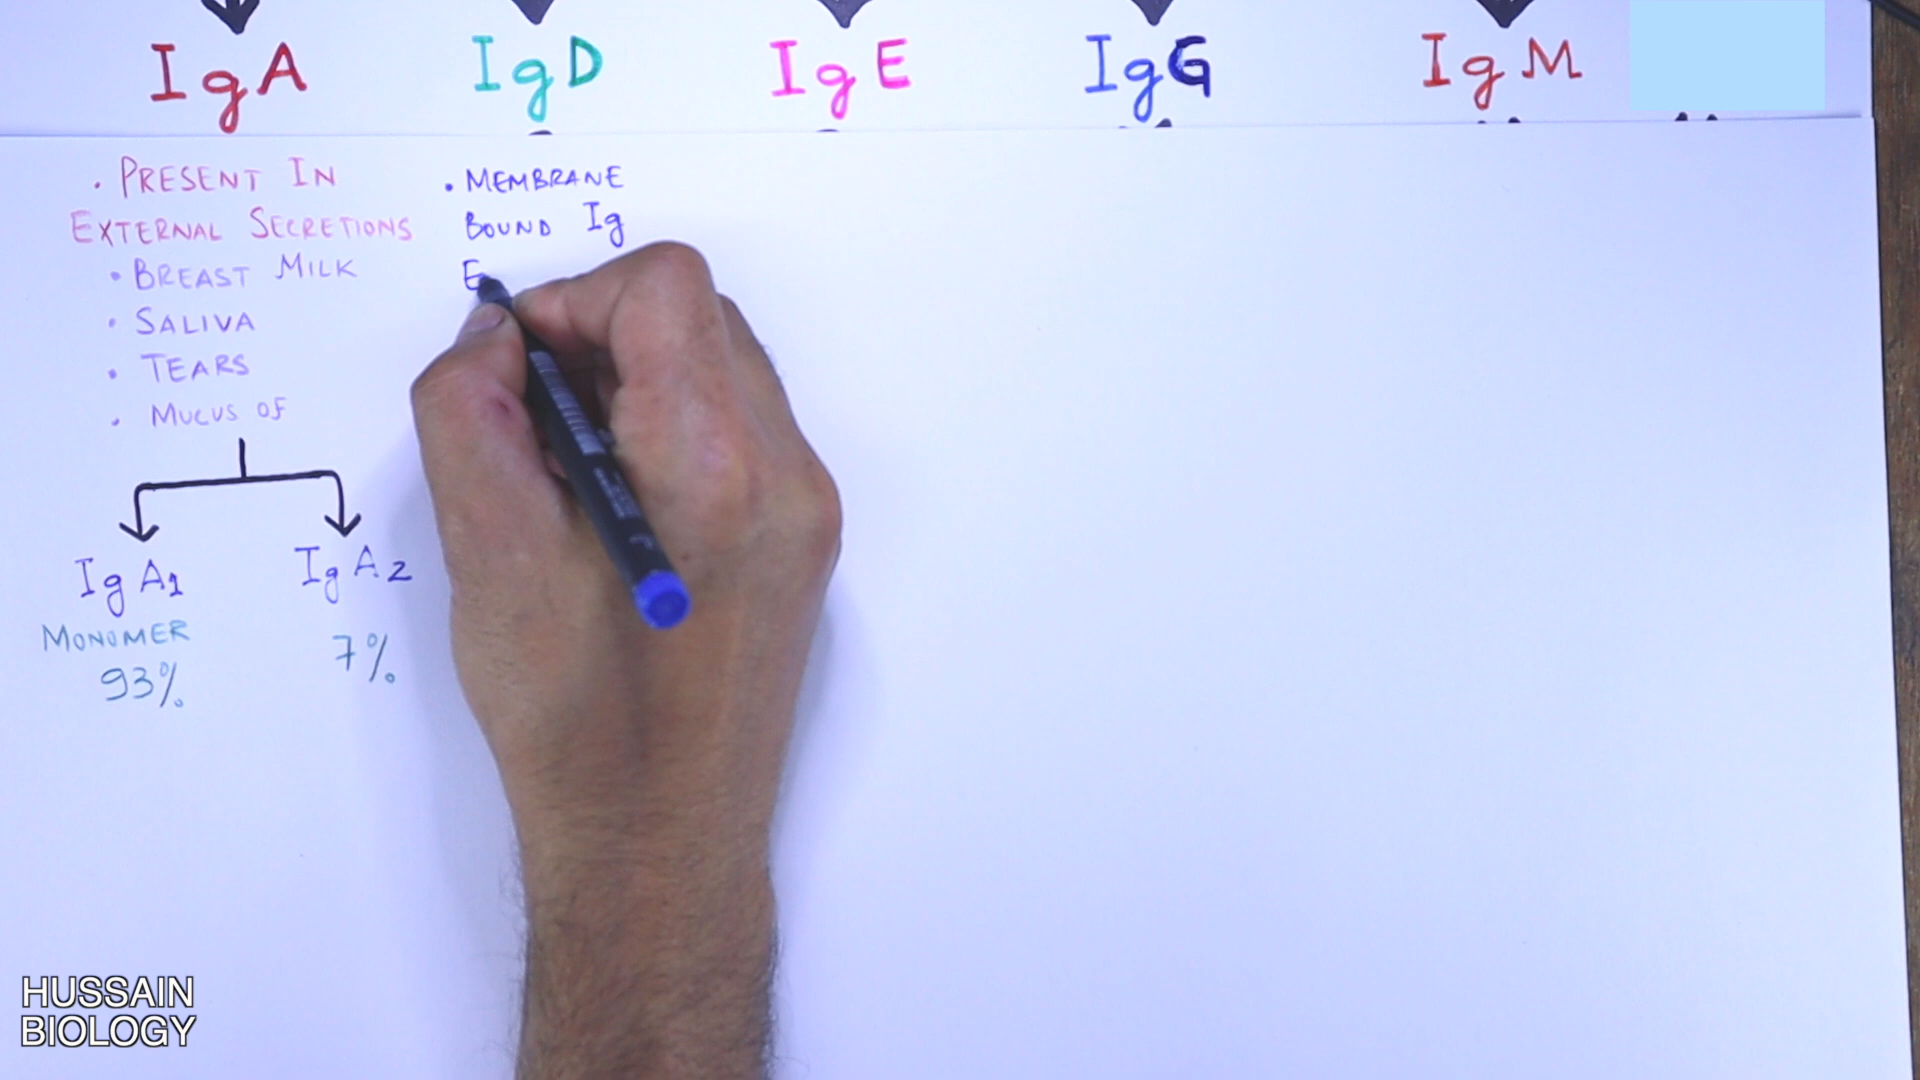 IgA IgD IgE IgG IgM
• PRESENT IN
EXTERNAL SECRETIONS
• BREAST MILK
• SALIVA
• TEARS
• MUCUS OF
IgA1 IgA2
MONOMER
93% 7%
• MEMBRANE
BOUND Ig
E
HUSSAIN
BIOLOGY